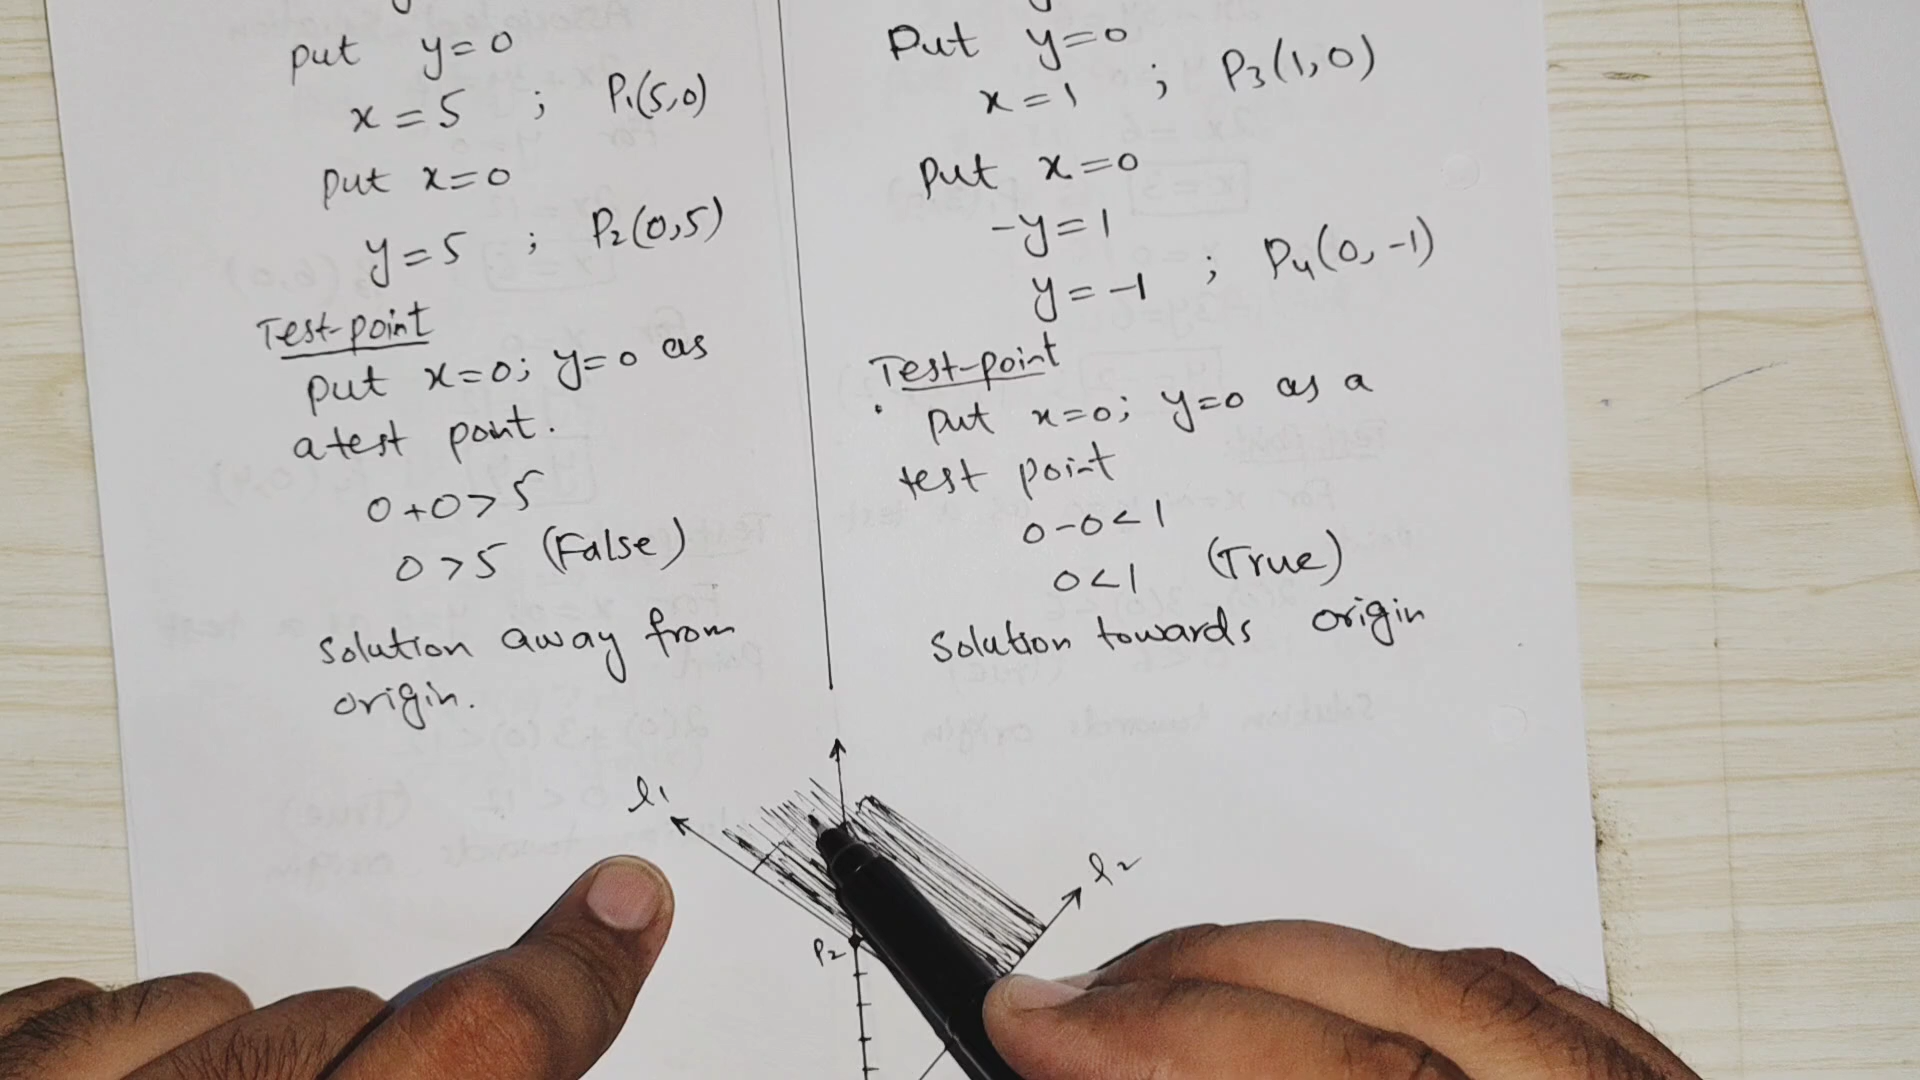 put y=0
x=5 ; P₁(5,0)
put x=0
y=5 ; P₂(0,5)
Test-point
put x=0; y=0 as
a test point.
0+0>5
0>5 (False)
solution away from
origin.
Put y=0
x=1 ; P₃(1,0)
Put x=0
-y=1
y=-1 ; P₄(0,-1)
Test-point
Put x=0; y=0 as a
test point
0-0<1
0<1 (True)
Solution towards origin
l₁
l₂
P₂